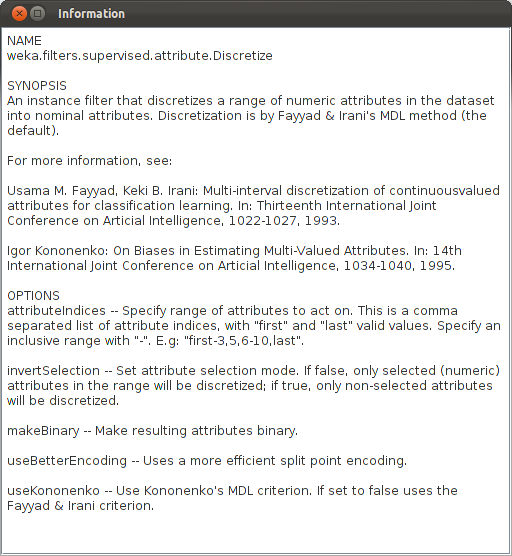 Information
NAME
weka.filters.supervised.attribute.Discretize
SYNOPSIS
An instance filter that discretizes a range of numeric attributes in the dataset
into nominal attributes. Discretization is by Fayyad & Irani's MDL method (the
default).
For more information, see:
Usama M. Fayyad, Keki B. Irani: Multi-interval discretization of continuousvalued
attributes for classification learning. In: Thirteenth International Joint
Conference on Articial Intelligence, 1022-1027, 1993.
Igor Kononenko: On Biases in Estimating Multi-Valued Attributes. In: 14th
International Joint Conference on Articial Intelligence, 1034-1040, 1995.
OPTIONS
attributeIndices -- Specify range of attributes to act on. This is a comma
separated list of attribute indices, with "first" and "last" valid values. Specify an
inclusive range with "-". E.g: "first-3,5,6-10,last".
invertSelection -- Set attribute selection mode. If false, only selected (numeric)
attributes in the range will be discretized; if true, only non-selected attributes
will be discretized.
makeBinary -- Make resulting attributes binary.
useBetterEncoding -- Uses a more efficient split point encoding.
useKononenko -- Use Kononenko's MDL criterion. If set to false uses the
Fayyad & Irani criterion.